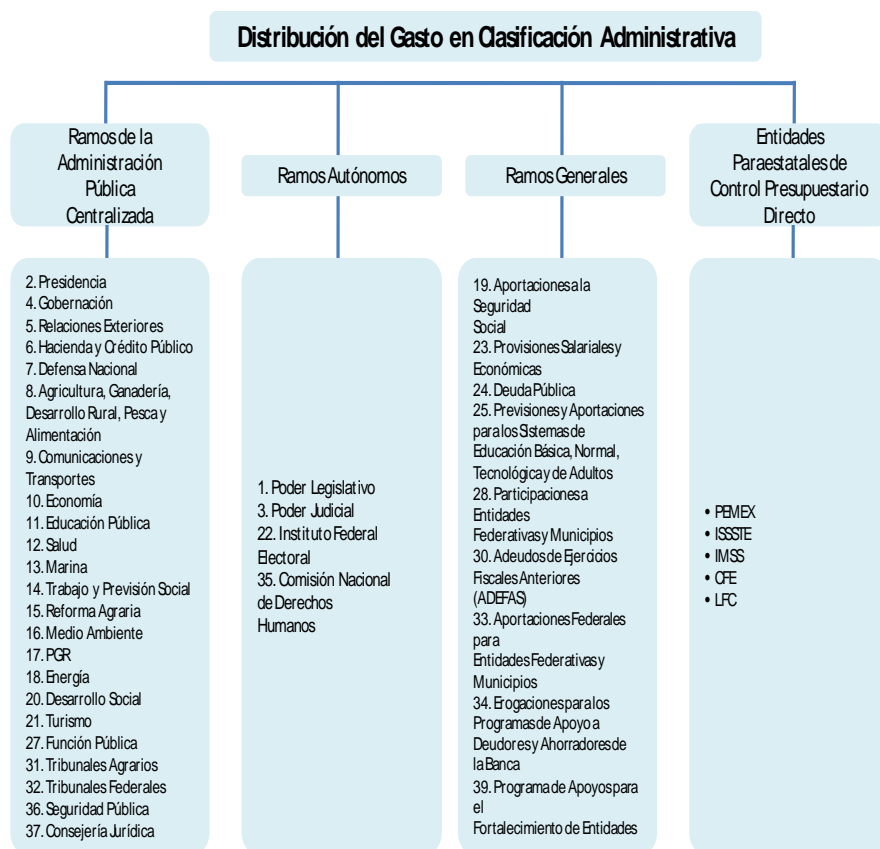 Distribución del Gasto en Clasificación Administrativa
Ramos de la
Administración
Pública
Centralizada
Ramos Autónomos
Ramos Generales
Entidades
Paraestatales de
Control Presupuestario
Directo
2. Presidencia
4. Gobernación
5. Relaciones Exteriores
6. Hacienda y Crédito Público
7. Defensa Nacional
8. Agricultura, Ganadería,
Desarrollo Rural, Pesca y
Alimentación
9. Comunicaciones y
Transportes
10. Economía
11. Educación Pública
12. Salud
13. Marina
14. Trabajo y Previsión Social
15. Reforma Agraria
16. Medio Ambiente
17. PGR
18. Energía
20. Desarrollo Social
21. Turismo
27. Función Pública
31. Tribunales Agrarios
32. Tribunales Federales
36. Seguridad Pública
37. Consejería Jurídica
1. Poder Legislativo
3. Poder Judicial
22. Instituto Federal
Electoral
35. Comisión Nacional
de Derechos
Humanos
19. Aportaciones a la
Seguridad
Social
23. Provisiones Salariales y
Económicas
24. Deuda Pública
25. Previsiones y Aportaciones
para los Sistemas de
Educación Básica, Normal,
Tecnológica y de Adultos
28. Participaciones a
Entidades
Federativas y Municipios
30. Adeudos de Ejercicios
Fiscales Anteriores
(ADEFAS)
33. Aportaciones Federales
para
Entidades Federativas y
Municipios
34. Erogaciones para los
Programas de Apoyo a
Deudores y Ahorradores de
la Banca
39. Programa de Apoyos para
el
Fortalecimiento de Entidades
• PEMEX
• ISSSTE
• IMSS
• CFE
• LFC